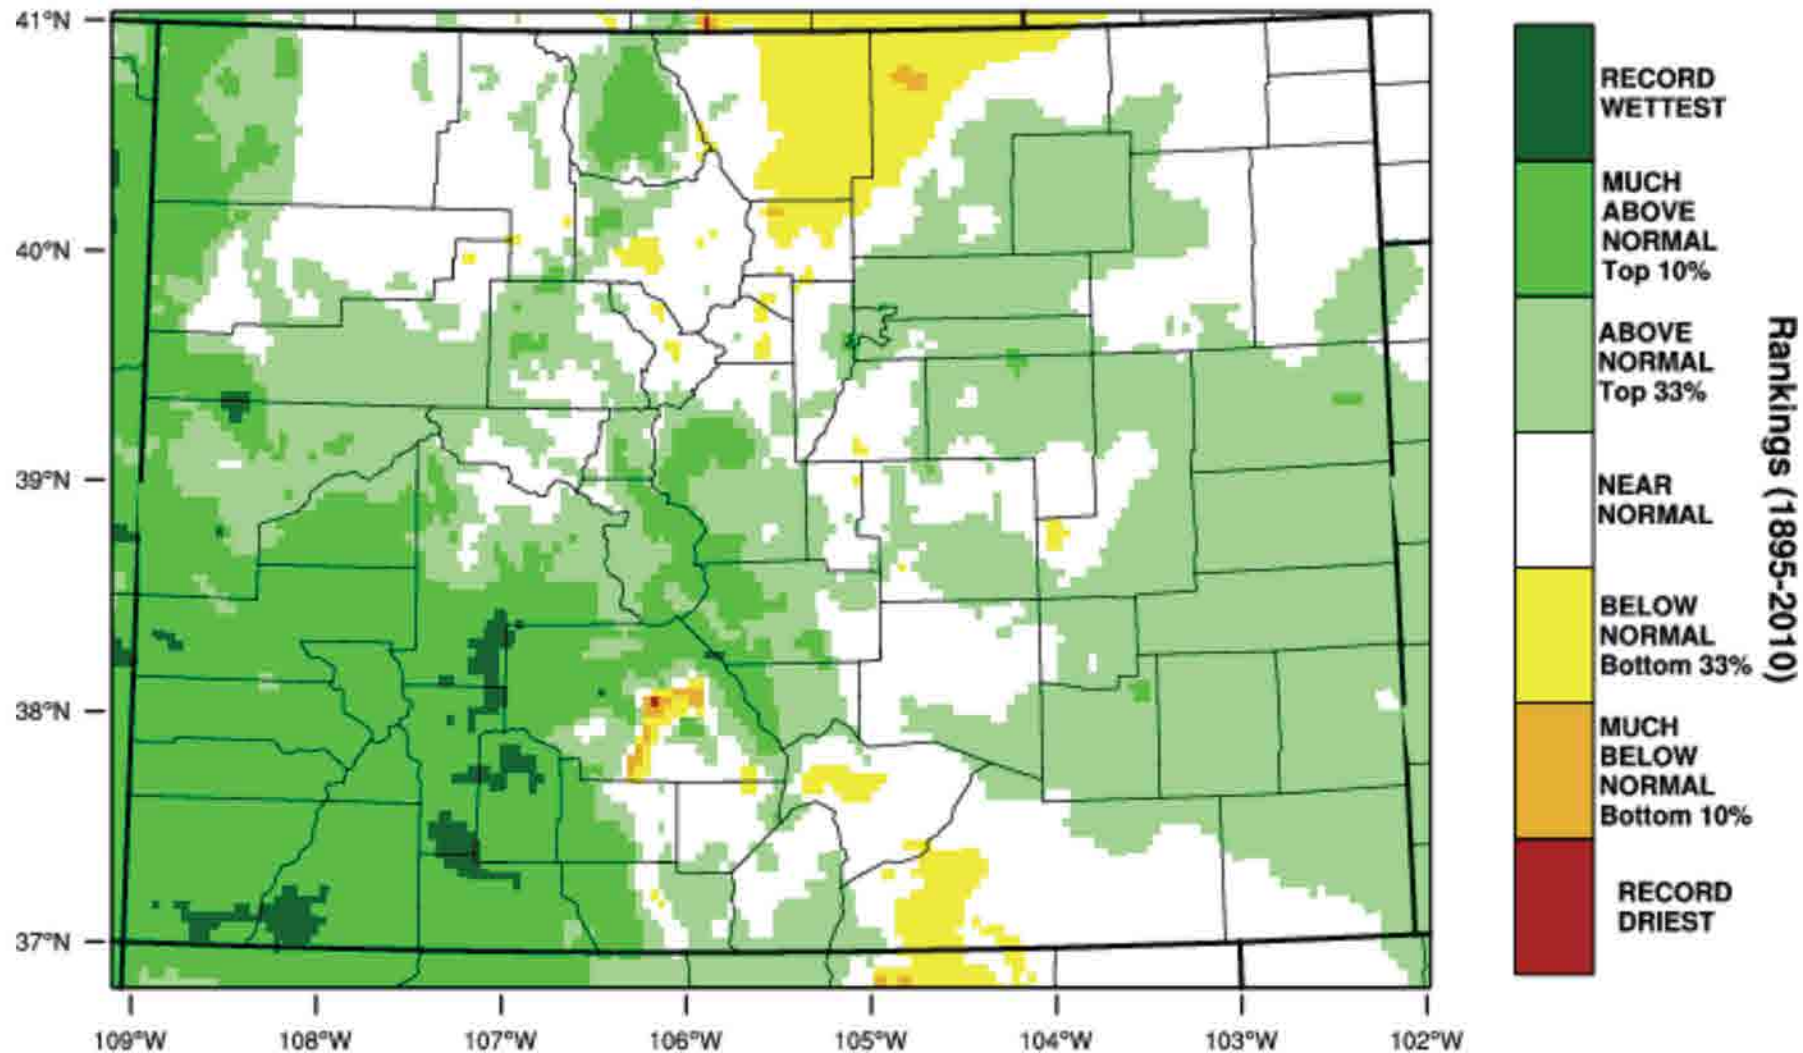 41°N
40°N
39°N
38°N
37°N
109°W 108°W 107°W 106°W 105°W 104°W 103°W 102°W
RECORD
WETTEST
MUCH
ABOVE
NORMAL
Top 10%
ABOVE
NORMAL
Top 33%
NEAR
NORMAL
BELOW
NORMAL
Bottom 33%
MUCH
BELOW
NORMAL
Bottom 10%
RECORD
DRIEST
Rankings (1895-2010)